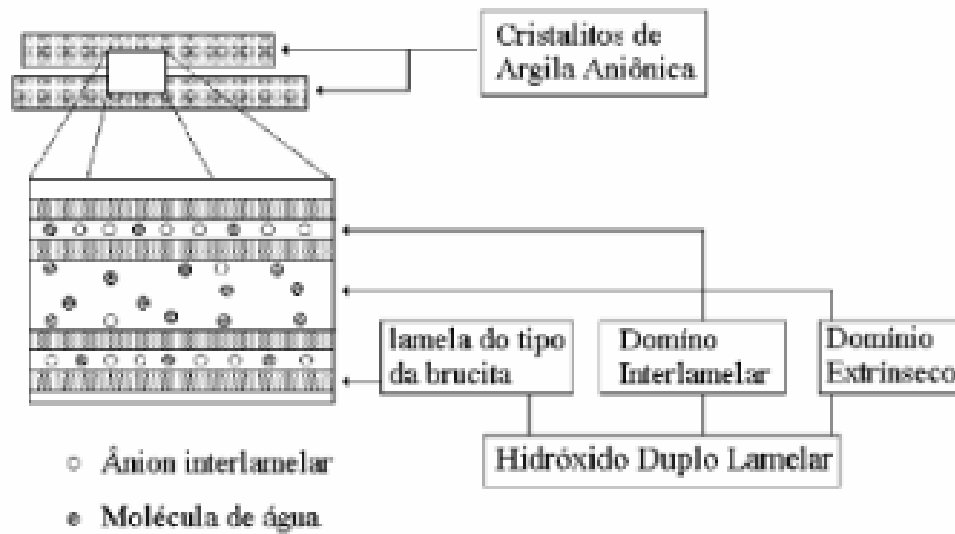 Cristalitos de
Argila Aniônica
lamela do tipo
da brucita
Domíno
Interlamelar
Domínio
Extrínseco
Hidróxido Duplo Lamelar
Ânion interlamelar
Molécula de água